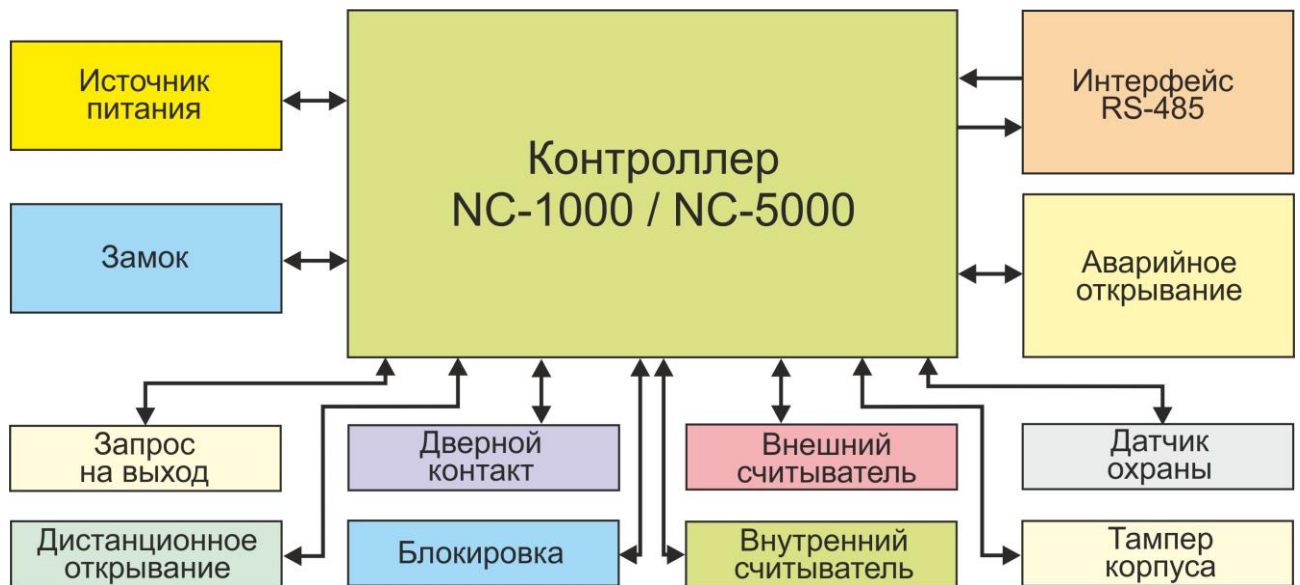 Источник
питания
Контроллер
NC-1000 / NC-5000
Интерфейс
RS-485
Замок
Аварийное
открывание
Запрос
на выход
Дверной
контакт
Внешний
считыватель
Датчик
охраны
Дистанционное
открывание
Блокировка
Внутренний
считыватель
Тампер
корпуса